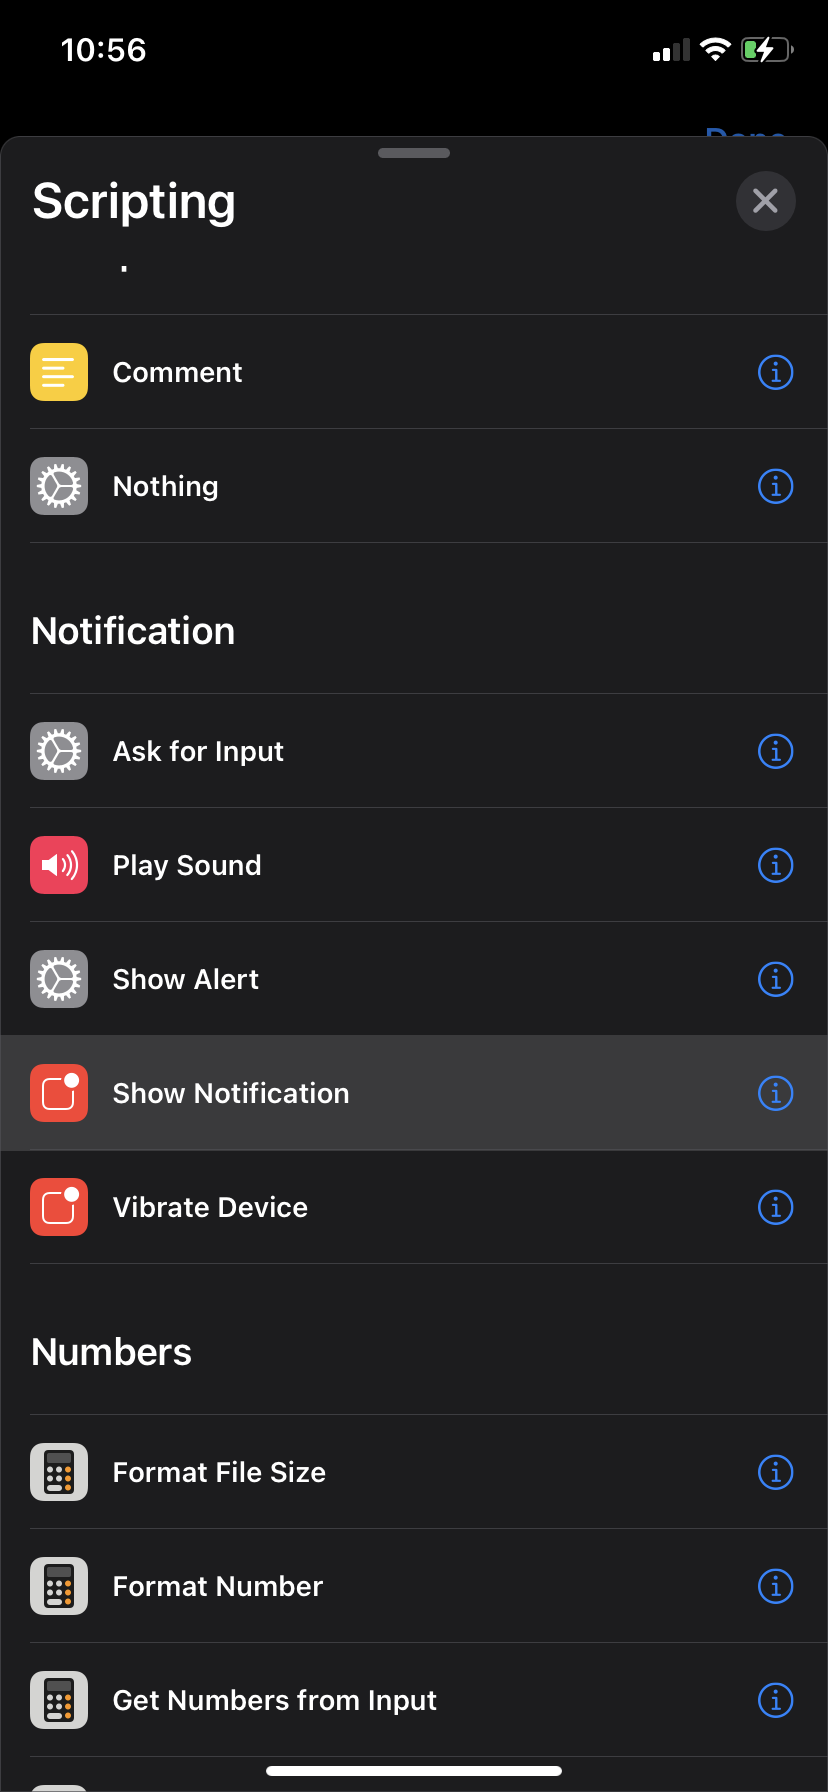 10:56
Scripting
Comment
Nothing
Notification
Ask for Input
Play Sound
Show Alert
Show Notification
Vibrate Device
Numbers
Format File Size
Format Number
Get Numbers from Input